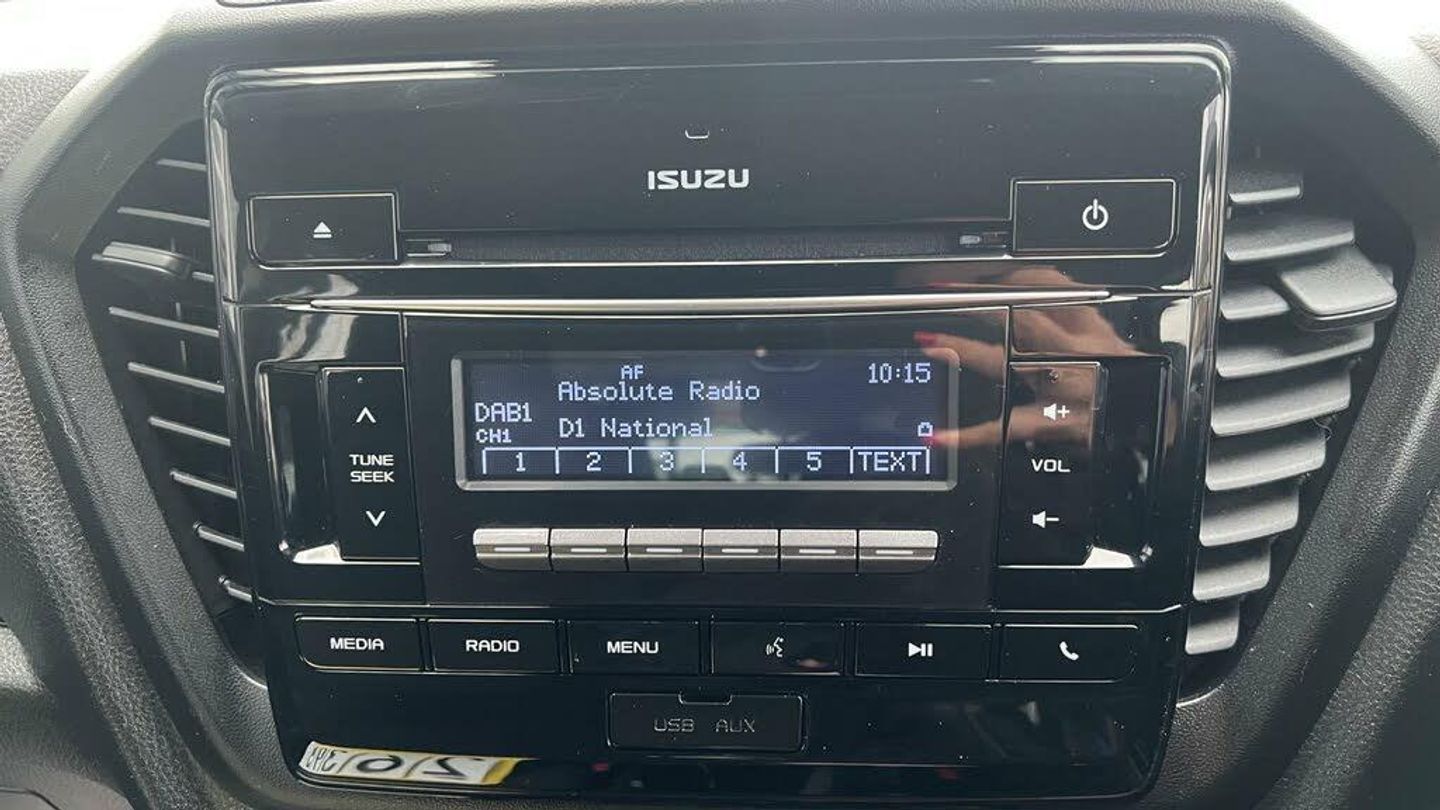 ISUZU
AF
10:15
Absolute Radio
DAB1
CH1
D1 National
1 2 3 4 5 TEXT
TUNE
SEEK
VOL
MEDIA RADIO MENU
USB AUX